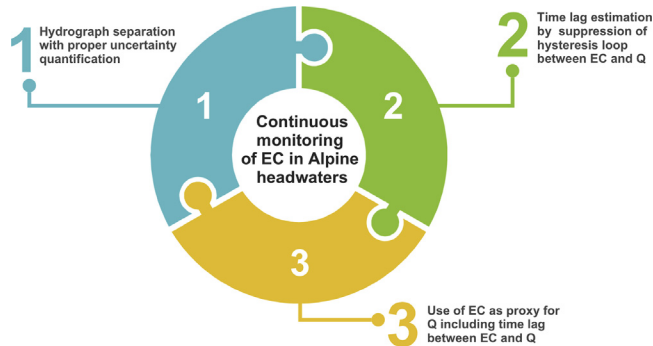 1
Hydrograph separation
with proper uncertainty
quantification
2
Time lag estimation
by suppression of
hysteresis loop
between EC and Q
1
2
3
Continuous
monitoring
of EC in Alpine
headwaters
3
Use of EC as proxy for
Q including time lag
between EC and Q